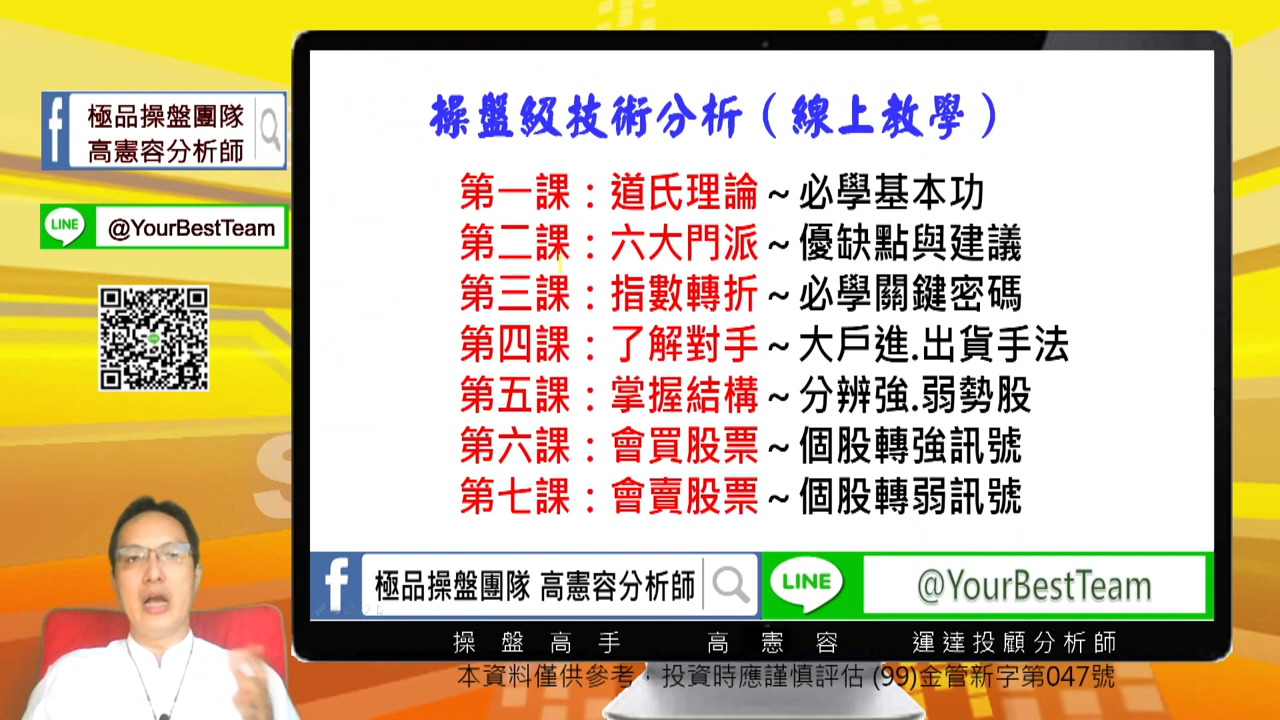 極品操盤團隊
高憲容分析師
LINE
@YourBestTeam
操盤級技術分析（線上教學）
第一課：道氏理論～必學基本功
第二課：六大門派～優缺點與建議
第三課：指數轉折～必學關鍵密碼
第四課：了解對手～大戶進.出貨手法
第五課：掌握結構～分辨強.弱勢股
第六課：會買股票～個股轉強訊號
第七課：會賣股票～個股轉弱訊號
極品操盤團隊 高憲容分析師
LINE
@YourBestTeam
操盤高手 高憲容 運達投顧分析師
本資料僅供參考，投資時應謹慎評估 (99)金管新字第047號